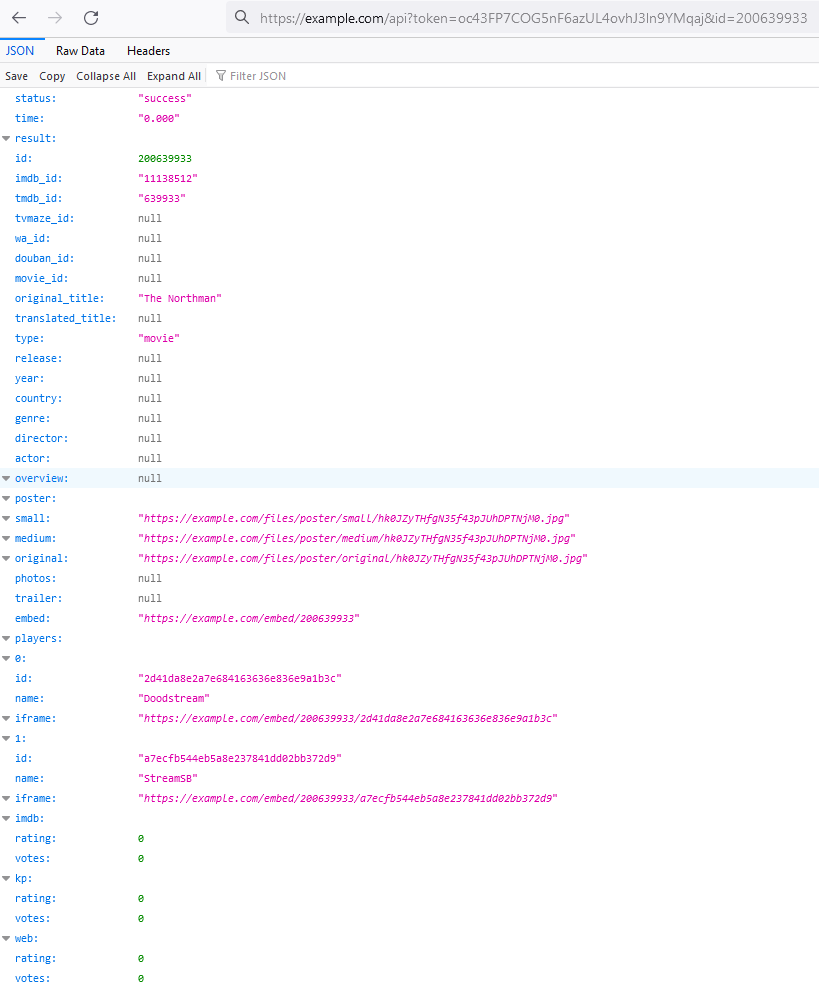 https://example.com/api?token=oc43FP7COG5nF6azUL4ovhJ3ln9YMqaj&id=200639933
JSON Raw Data Headers
Save Copy Collapse All Expand All Filter JSON
status: "success"
time: "0.000"
result:
id: 200639933
imdb_id: "11138512"
tmdb_id: "639933"
tvmaze_id: null
wa_id: null
douban_id: null
movie_id: null
original_title: "The Northman"
translated_title: null
type: "movie"
release: null
year: null
country: null
genre: null
director: null
actor: null
overview: null
poster:
small: "https://example.com/files/poster/small/hk0JZyTHfgN35f43pJUhDPTNjM0.jpg"
medium: "https://example.com/files/poster/medium/hk0JZyTHfgN35f43pJUhDPTNjM0.jpg"
original: "https://example.com/files/poster/original/hk0JZyTHfgN35f43pJUhDPTNjM0.jpg"
photos: null
trailer: null
embed: "https://example.com/embed/200639933"
players:
0:
id: "2d41da8e2a7e684163636e836e9a1b3c"
name: "Doodstream"
iframe: "https://example.com/embed/200639933/2d41da8e2a7e684163636e836e9a1b3c"
1:
id: "a7ecfb544eb5a8e237841dd02bb372d9"
name: "StreamSB"
iframe: "https://example.com/embed/200639933/a7ecfb544eb5a8e237841dd02bb372d9"
imdb:
rating: 0
votes: 0
kp:
rating: 0
votes: 0
web:
rating: 0
votes: 0